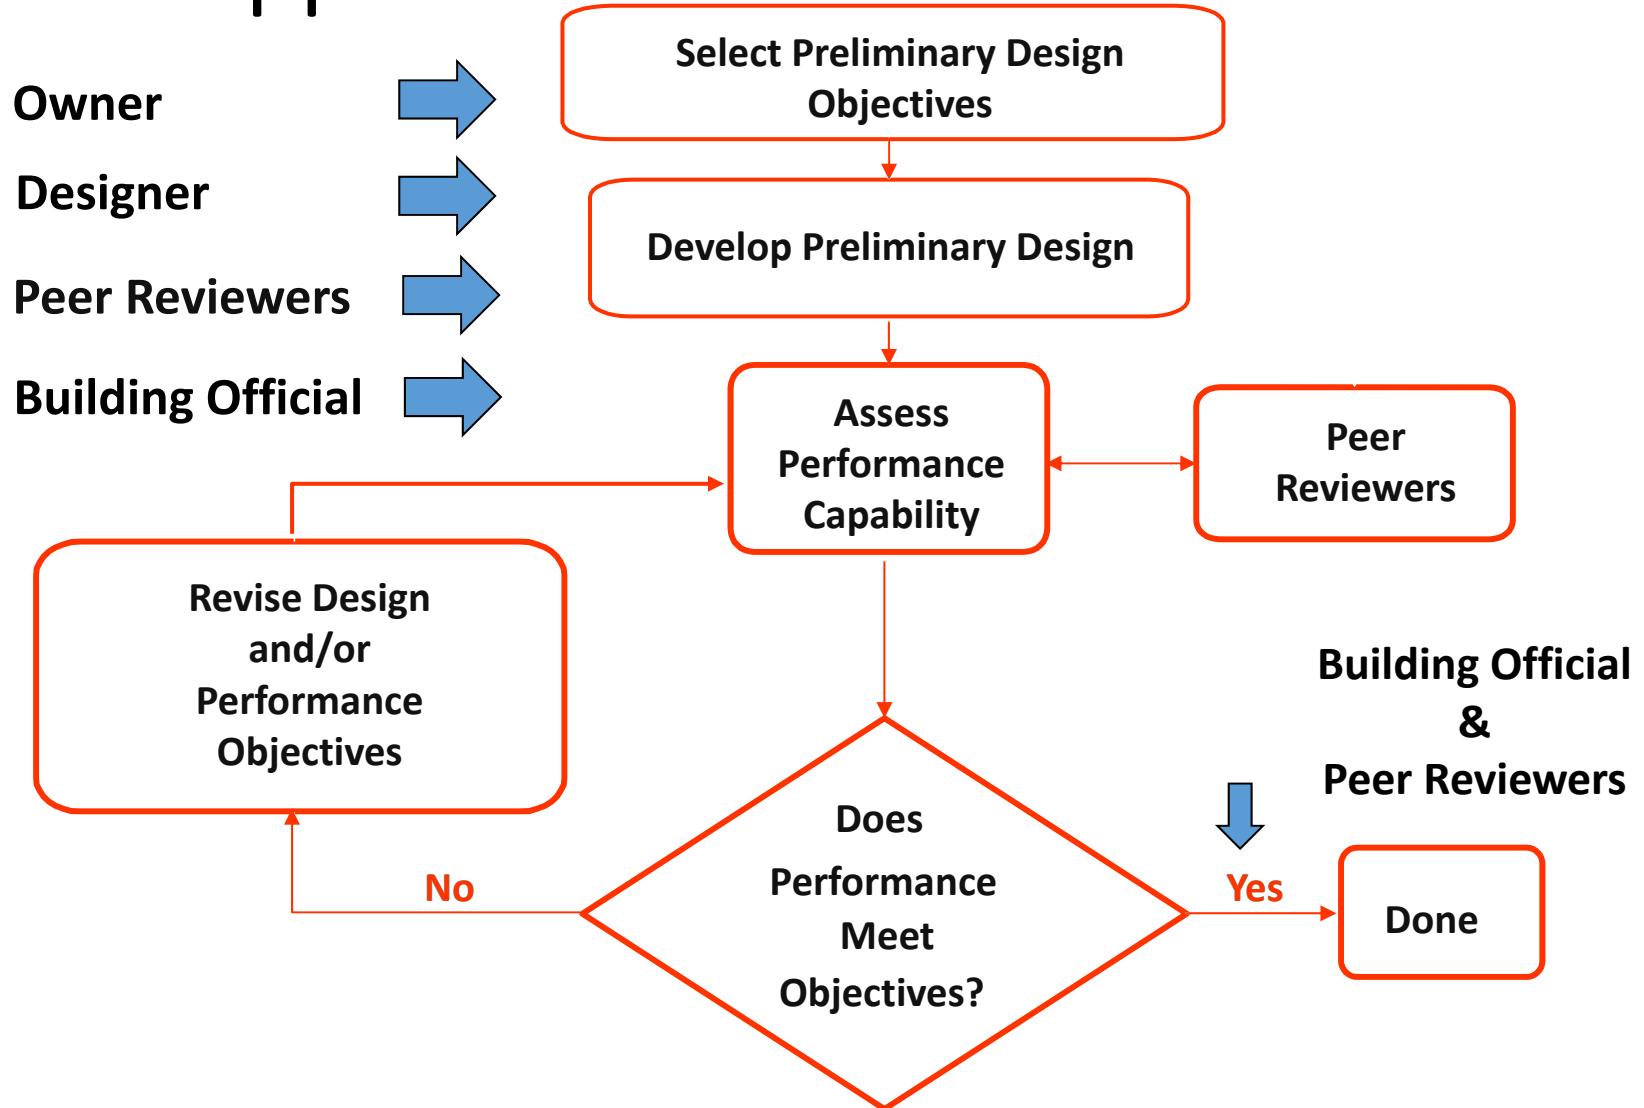 Owner
Designer
Peer Reviewers
Building Official
Select Preliminary Design
Objectives
Develop Preliminary Design
Assess
Performance
Capability
Peer
Reviewers
Revise Design
and/or
Performance
Objectives
Building Official
&
Peer Reviewers
Does
Performance
Meet
Objectives?
No
Yes
Done